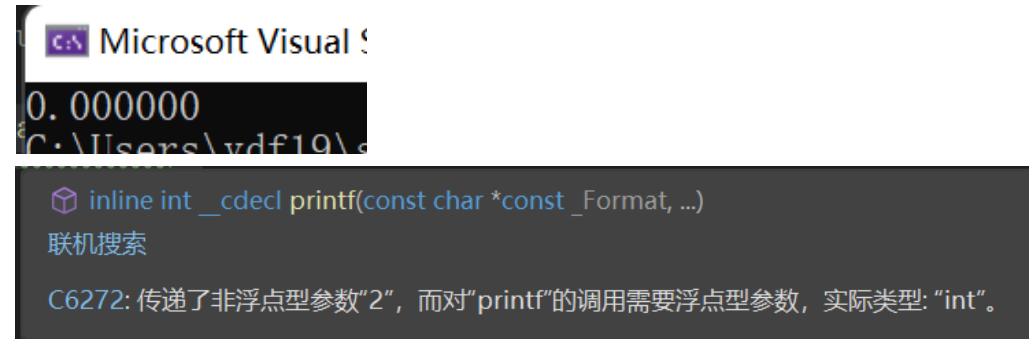 C:\ Microsoft Visual S
0.000000
C:\Users\ydf19\s
inline int __cdecl printf(const char *const _Format, ...)
联机搜索
C6272: 传递了非浮点型参数“2”，而对“printf”的调用需要浮点型参数，实际类型: “int”。